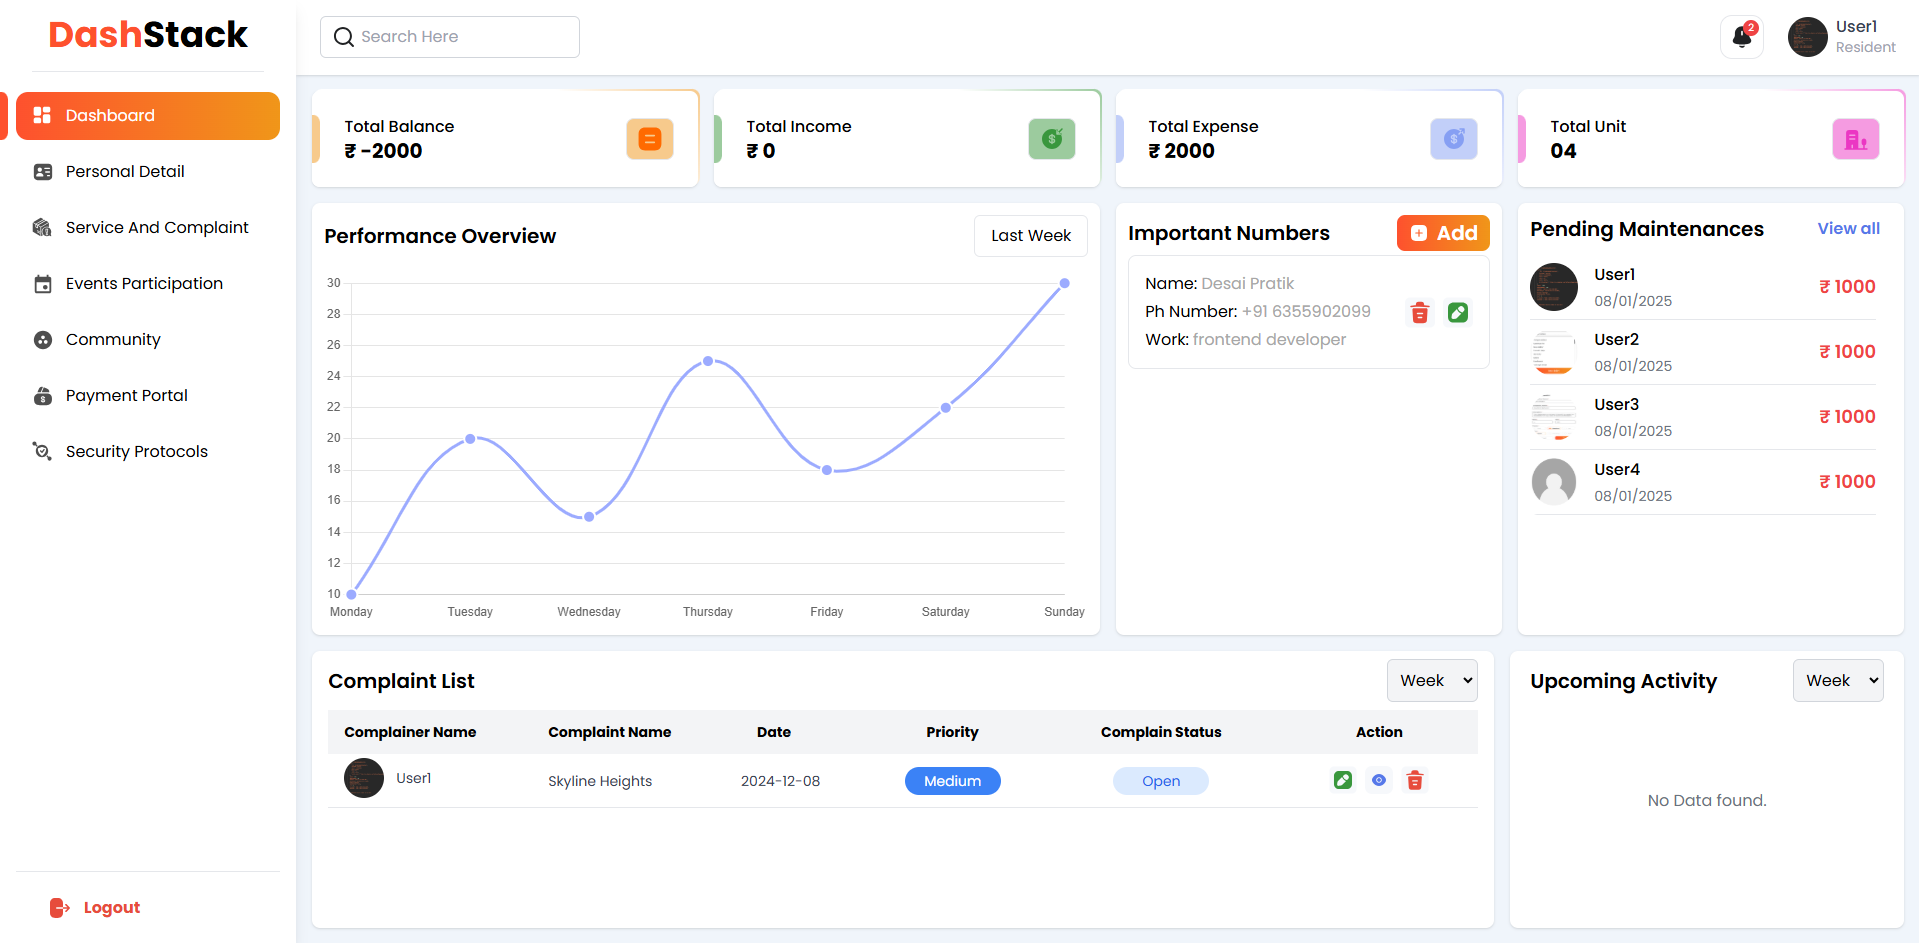 DashStack
Search Here
2
User1
Resident
Dashboard
Personal Detail
Service And Complaint
Events Participation
Community
Payment Portal
Security Protocols
Logout
Total Balance
₹ -2000
Total Income
₹ 0
Total Expense
₹ 2000
Total Unit
04
Performance Overview
Last Week
30
28
26
24
22
20
18
16
14
12
10
Monday Tuesday Wednesday Thursday Friday Saturday Sunday
Important Numbers
Add
Name: Desai Pratik
Ph Number: +91 6355902099
Work: frontend developer
Pending Maintenances
View all
User1
08/01/2025
₹ 1000
User2
08/01/2025
₹ 1000
User3
08/01/2025
₹ 1000
User4
08/01/2025
₹ 1000
Complaint List
Week
Complainer Name Complaint Name Date Priority Complain Status Action
User1 Skyline Heights 2024-12-08 Medium Open
Upcoming Activity
Week
No Data found.